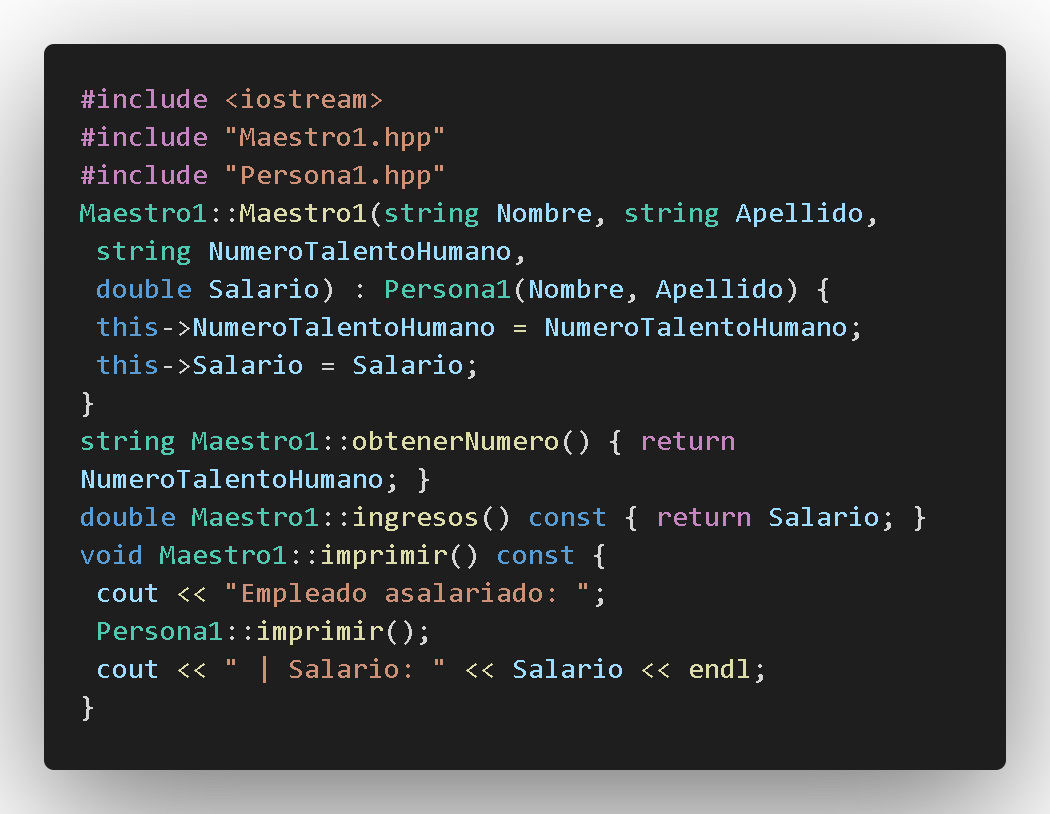 #include <iostream>
#include "Maestro1.hpp"
#include "Persona1.hpp"
Maestro1::Maestro1(string Nombre, string Apellido,
 string NumeroTalentoHumano,
 double Salario) : Persona1(Nombre, Apellido) {
 this->NumeroTalentoHumano = NumeroTalentoHumano;
 this->Salario = Salario;
}
string Maestro1::obtenerNumero() { return
NumeroTalentoHumano; }
double Maestro1::ingresos() const { return Salario; }
void Maestro1::imprimir() const {
 cout << "Empleado asalariado: ";
 Persona1::imprimir();
 cout << " | Salario: " << Salario << endl;
}